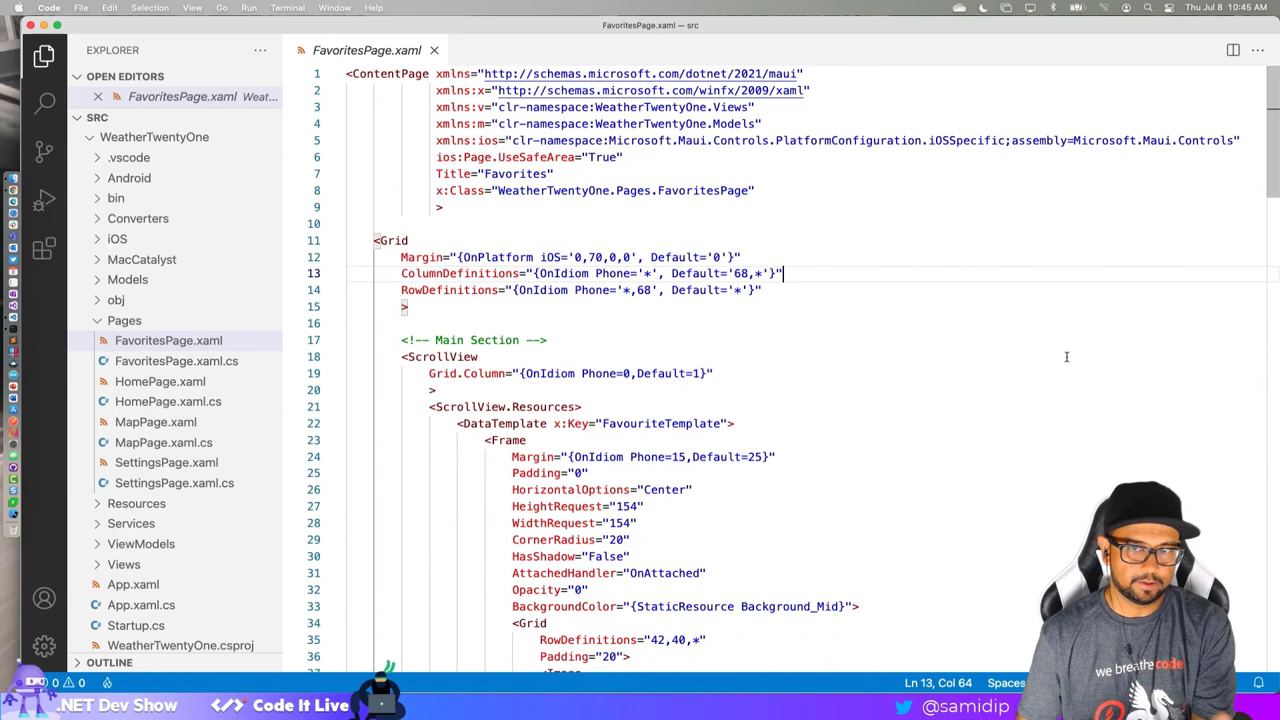 Code File Edit Selection View Go Run Terminal Window Help Thu Jul 8 10:45 AM
FavoritesPage.xaml — src
EXPLORER
FavoritesPage.xaml
OPEN EDITORS
FavoritesPage.xaml Weat...
SRC
WeatherTwentyOne
.vscode
Android
bin
Converters
iOS
MacCatalyst
Models
obj
Pages
FavoritesPage.xaml
FavoritesPage.xaml.cs
HomePage.xaml
HomePage.xaml.cs
MapPage.xaml
MapPage.xaml.cs
SettingsPage.xaml
SettingsPage.xaml.cs
Resources
Services
ViewModels
Views
App.xaml
App.xaml.cs
Startup.cs
WeatherTwentyOne.csproj
OUTLINE
1 <ContentPage xmlns="http://schemas.microsoft.com/dotnet/2021/maui"
2 xmlns:x="http://schemas.microsoft.com/winfx/2009/xaml"
3 xmlns:v="clr-namespace:WeatherTwentyOne.Views"
4 xmlns:m="clr-namespace:WeatherTwentyOne.Models"
5 xmlns:ios="clr-namespace:Microsoft.Maui.Controls.PlatformConfiguration.iOSSpecific;assembly=Microsoft.Maui.Controls"
6 ios:Page.UseSafeArea="True"
7 Title="Favorites"
8 x:Class="WeatherTwentyOne.Pages.FavoritesPage"
9 >
10
11 <Grid
12 Margin="{OnPlatform iOS='0,70,0,0', Default='0'}"
13 ColumnDefinitions="{OnIdiom Phone='*', Default='68,*'}"
14 RowDefinitions="{OnIdiom Phone='*,68', Default='*'}"
15 >
16
17 <!-- Main Section -->
18 <ScrollView
19 Grid.Column="{OnIdiom Phone=0,Default=1}"
20 >
21 <ScrollView.Resources>
22 <DataTemplate x:Key="FavouriteTemplate">
23 <Frame
24 Margin="{OnIdiom Phone=15,Default=25}"
25 Padding="0"
26 HorizontalOptions="Center"
27 HeightRequest="154"
28 WidthRequest="154"
29 CornerRadius="20"
30 HasShadow="False"
31 AttachedHandler="OnAttached"
32 Opacity="0"
33 BackgroundColor="{StaticResource Background_Mid}">
34 <Grid
35 RowDefinitions="42,40,*"
36 Padding="20">
0 0 Ln 13, Col 64 Spaces
we breathe code
.NET Dev Show Code It Live @samidip